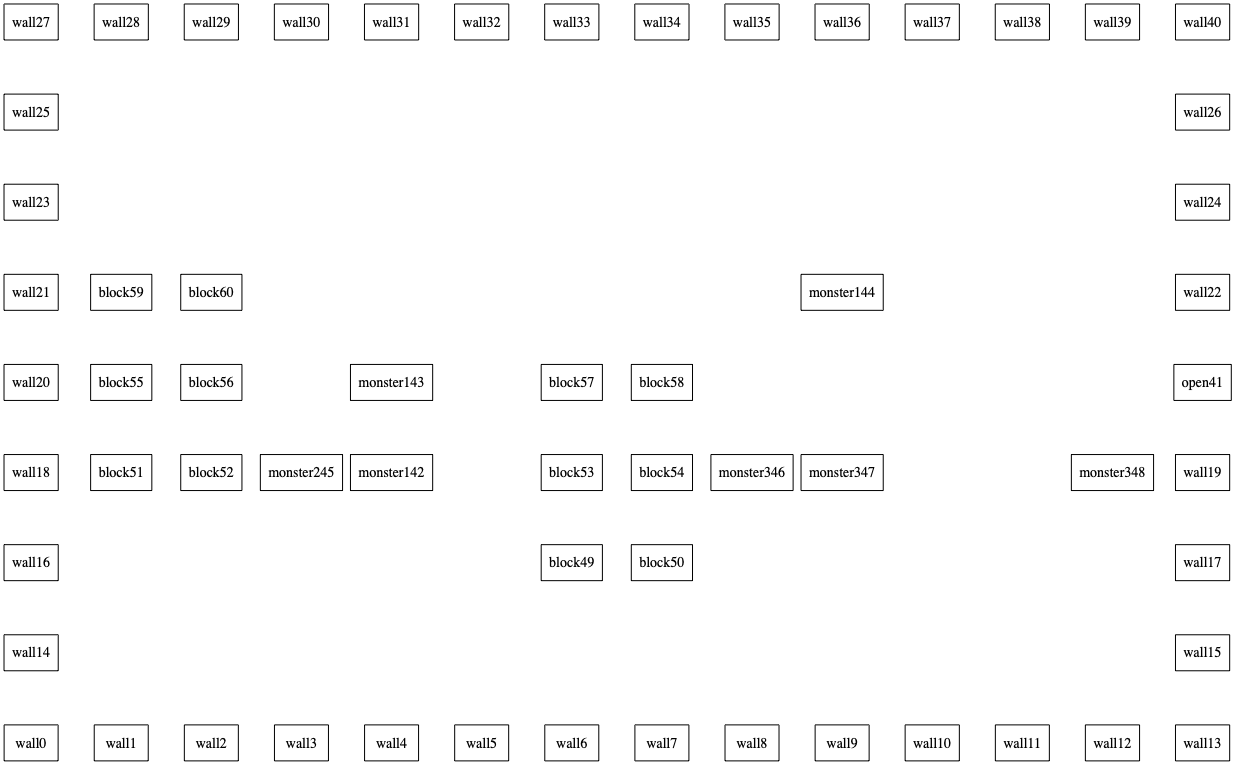 wall27 wall28 wall29 wall30 wall31 wall32 wall33 wall34 wall35 wall36 wall37 wall38 wall39 wall40
wall25 wall26
wall23 wall24
wall21 block59 block60 monster144 wall22
wall20 block55 block56 monster143 block57 block58 open41
wall18 block51 block52 monster245 monster142 block53 block54 monster346 monster347 monster348 wall19
wall16 block49 block50 wall17
wall14 wall15
wall0 wall1 wall2 wall3 wall4 wall5 wall6 wall7 wall8 wall9 wall10 wall11 wall12 wall13